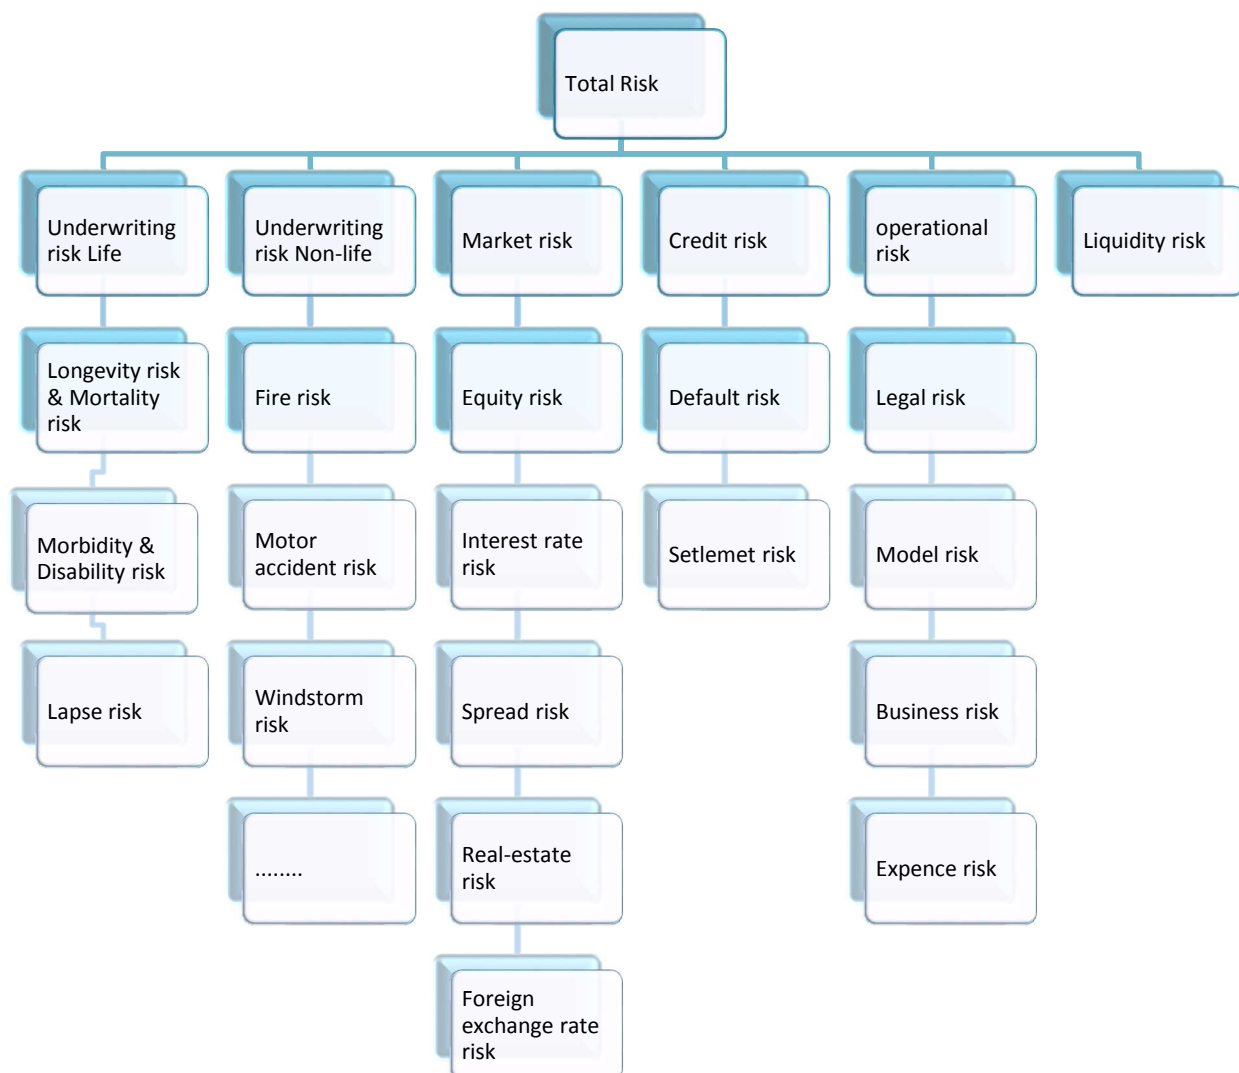 Total Risk
Underwriting
risk Life
Underwriting
risk Non-life
Market risk
Credit risk
operational
risk
Liquidity risk
Longevity risk
& Mortality
risk
Fire risk
Equity risk
Default risk
Legal risk
Morbidity &
Disability risk
Motor
accident risk
Interest rate
risk
Setlemet risk
Model risk
Lapse risk
Windstorm
risk
Spread risk
Business risk
........
Real-estate
risk
Expence risk
Foreign
exchange rate
risk